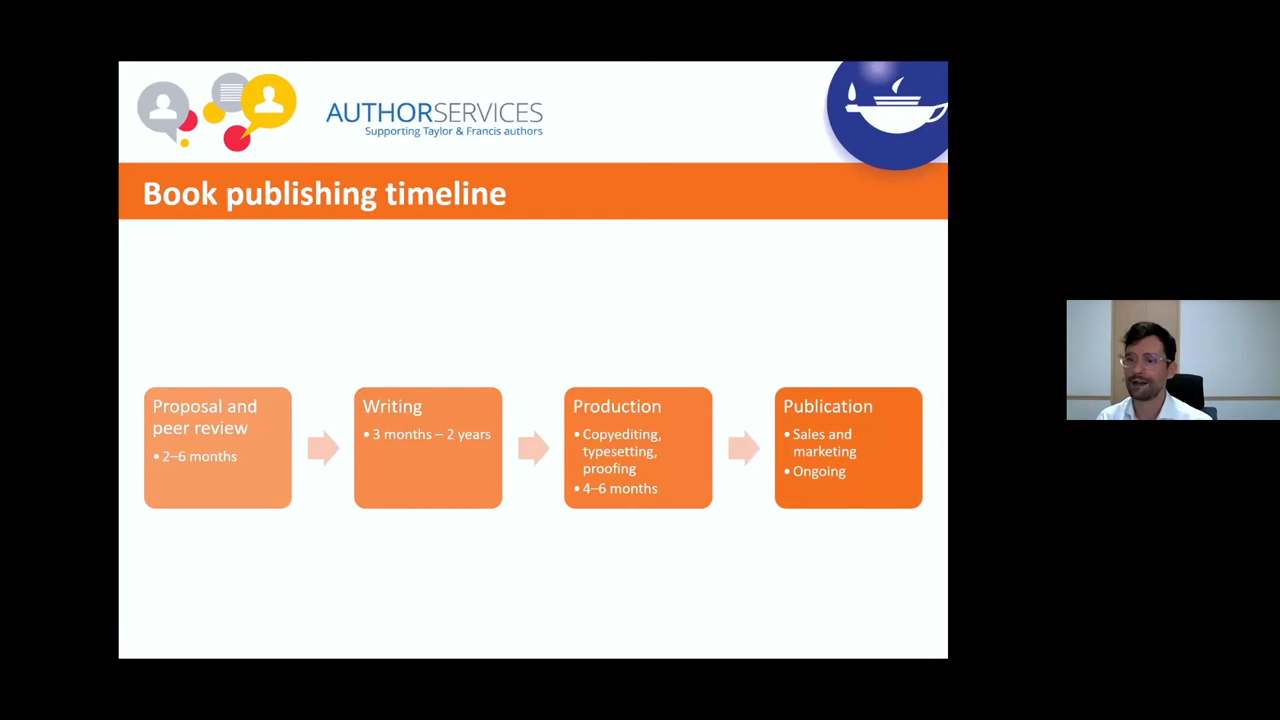 AUTHORSERVICES
Supporting Taylor & Francis authors
Book publishing timeline
Proposal and
peer review
• 2–6 months
Writing
• 3 months – 2 years
Production
• Copyediting,
typesetting,
proofing
• 4–6 months
Publication
• Sales and
marketing
• Ongoing